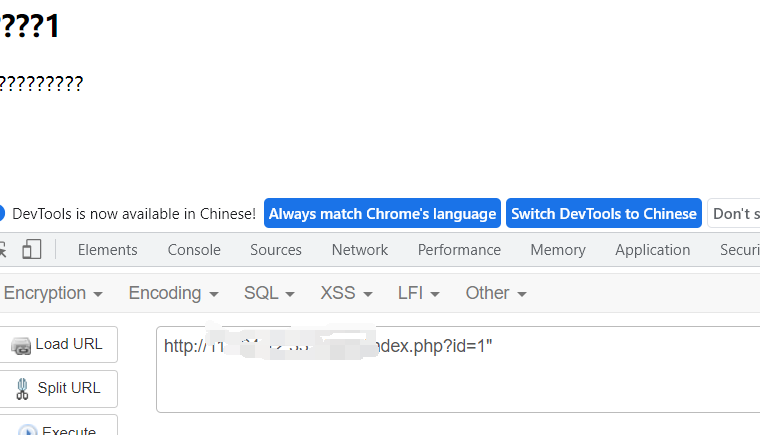 ????1
?????????
DevTools is now available in Chinese! Always match Chrome's language Switch DevTools to Chinese Don't s
Elements Console Sources Network Performance Memory Application Securi
Encryption Encoding SQL XSS LFI Other
Load URL http:// ndex.php?id=1"
Split URL
Execute